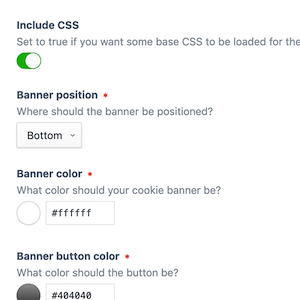 Include CSS
Set to true if you want some base CSS to be loaded for the
Banner position *
Where should the banner be positioned?
Bottom
Banner color *
What color should your cookie banner be?
#ffffff
Banner button color *
What color should the button be?
#404040